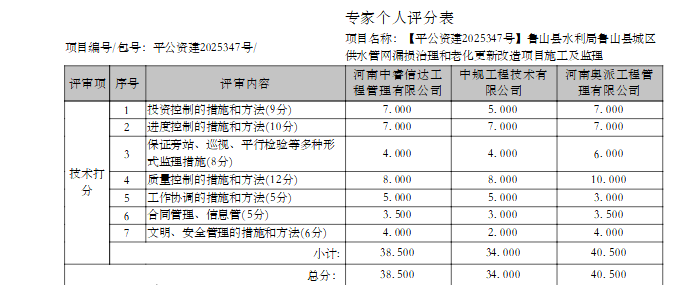 专家个人评分表
项目编号/包号：平公资建2025347号/
项目名称：【平公资建2025347号】鲁山县水利局鲁山县城区
供水管网漏损治理和老化更新改造项目施工及监理
评审项 序号 评审内容 河南中睿信达工程管理有限公司 中规工程技术有限公司 河南奥派工程管理有限公司
技术打分
1 投资控制的措施和方法(9分) 7.000 5.000 7.000
2 进度控制的措施和方法(10分) 7.000 7.000 7.000
3 保证旁站、巡视、平行检验等多种形式监理措施(8分) 4.000 4.000 6.000
4 质量控制的措施和方法(12分) 8.000 8.000 10.000
5 工作协调的措施和方法(5分) 5.000 5.000 3.000
6 合同管理、信息管(5分) 3.500 3.000 3.500
7 文明、安全管理的措施和方法(6分) 4.000 2.000 4.000
小计: 38.500 34.000 40.500
总分: 38.500 34.000 40.500